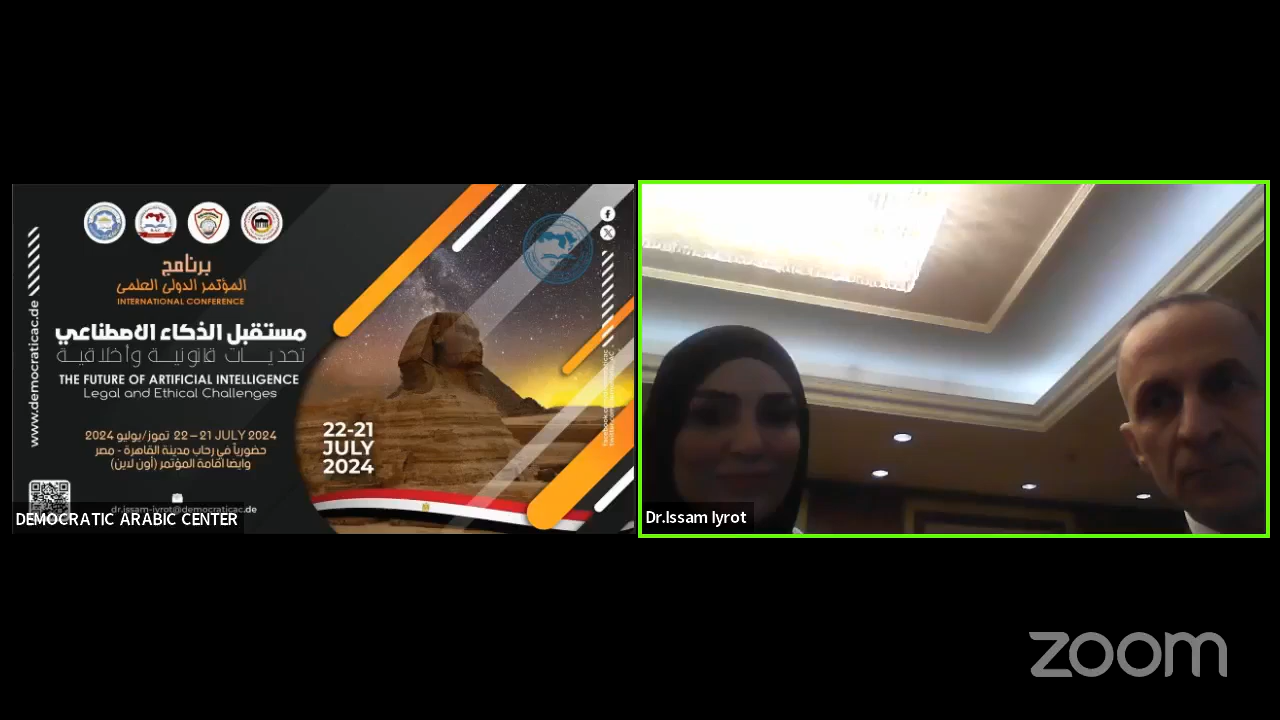 www.democraticac.de
برنامج
المؤتمر الدولي العلمي
INTERNATIONAL CONFERENCE
مستقبل الذكاء الاصطناعي
تحديات قانونية وأخلاقية
THE FUTURE OF ARTIFICIAL INTELLIGENCE
Legal and Ethical Challenges
22 – 21 JULY 2024 تموز/يوليو 2024
حضورياً في رحاب مدينة القاهرة - مصر
وأيضا اقامة المؤتمر (أون لاين)
dr.issam-iyrot@democraticac.de
22-21
JULY
2024
DEMOCRATIC ARABIC CENTER
Dr.Issam Iyrot
zoom